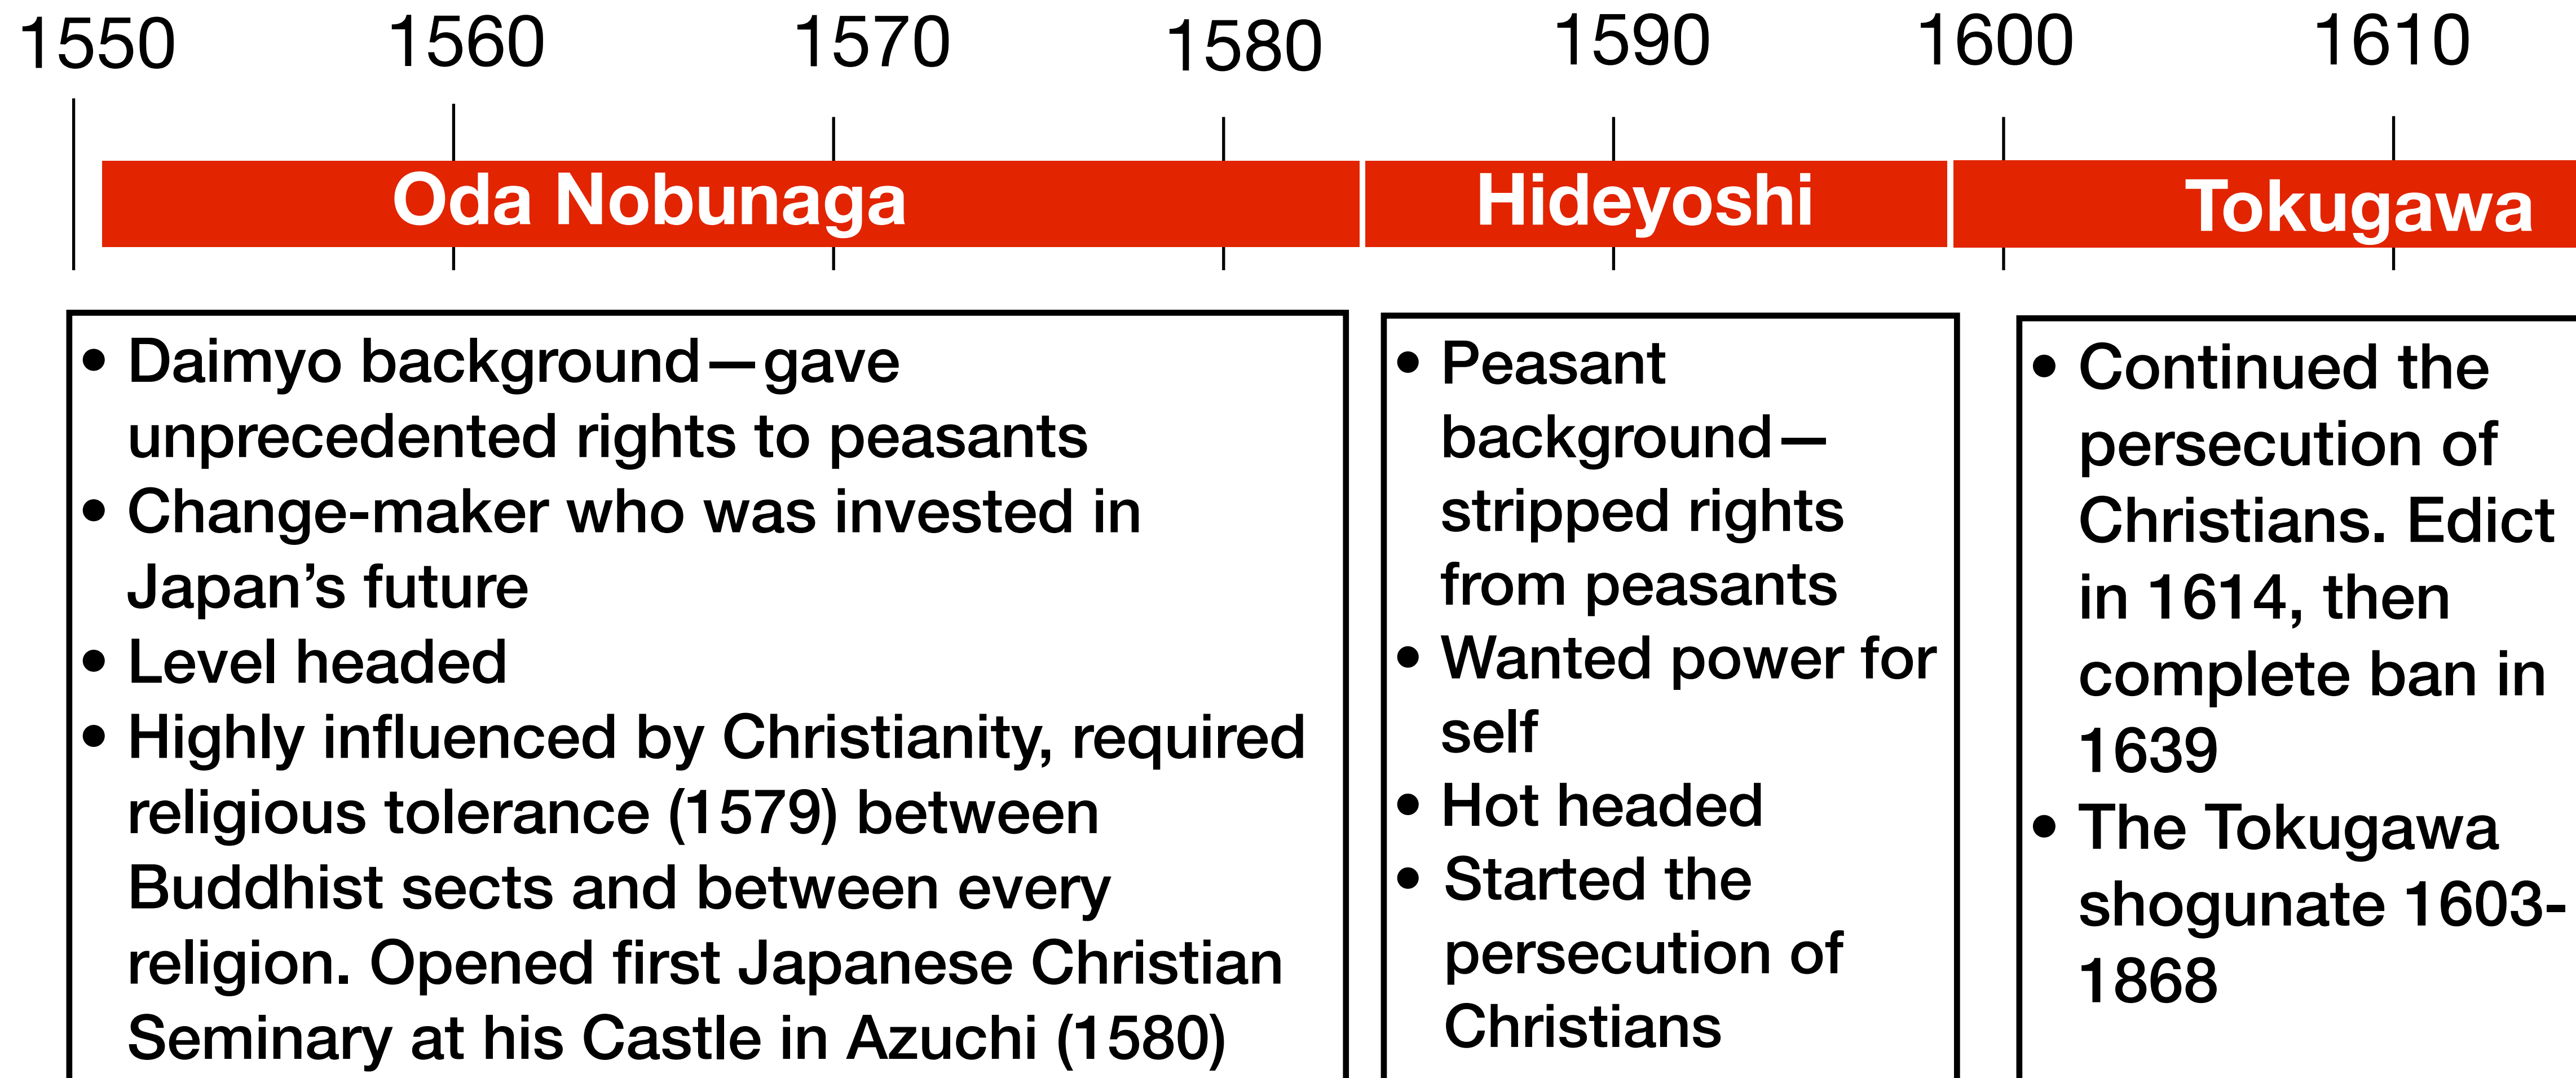 1550 1560 1570 1580 1590 1600 1610
Oda Nobunaga Hideyoshi Tokugawa
• Daimyo background—gave
unprecedented rights to peasants
• Change-maker who was invested in
Japan’s future
• Level headed
• Highly influenced by Christianity, required
religious tolerance (1579) between
Buddhist sects and between every
religion. Opened first Japanese Christian
Seminary at his Castle in Azuchi (1580)
• Peasant
background—
stripped rights
from peasants
• Wanted power for
self
• Hot headed
• Started the
persecution of
Christians
• Continued the
persecution of
Christians. Edict
in 1614, then
complete ban in
1639
• The Tokugawa
shogunate 1603-
1868